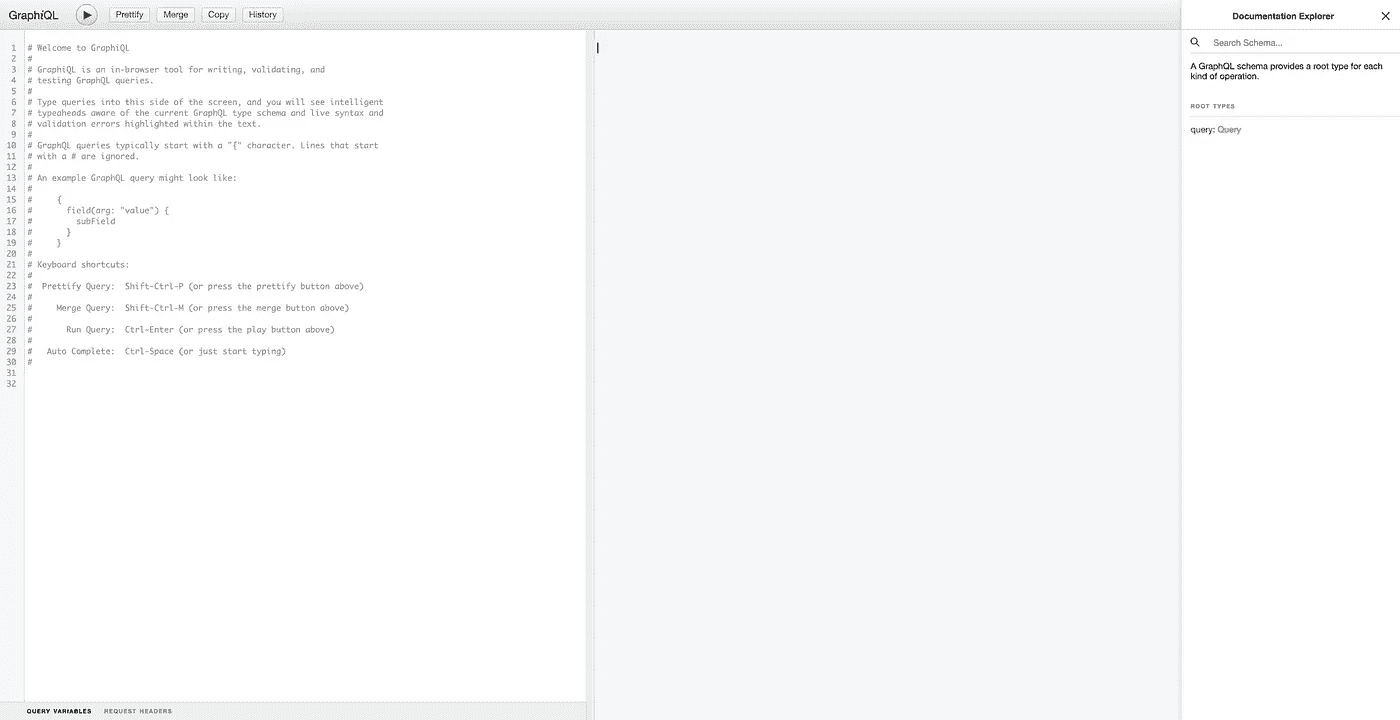 GraphiQL Prettify Merge Copy History
1 # Welcome to GraphiQL
2 #
3 # GraphiQL is an in-browser tool for writing, validating, and
4 # testing GraphQL queries.
5 #
6 # Type queries into this side of the screen, and you will see intelligent
7 # typeaheads aware of the current GraphQL type schema and live syntax and
8 # validation errors highlighted within the text.
9 #
10 # GraphQL queries typically start with a "{" character. Lines that start
11 # with a # are ignored.
12 #
13 # An example GraphQL query might look like:
14 #
15 #     {
16 #       field(arg: "value") {
17 #         subField
18 #       }
19 #     }
20 #
21 # Keyboard shortcuts:
22 #
23 #  Prettify Query:  Shift-Ctrl-P (or press the prettify button above)
24 #
25 #     Merge Query:  Shift-Ctrl-M (or press the merge button above)
26 #
27 #       Run Query:  Ctrl-Enter (or press the play button above)
28 #
29 #   Auto Complete:  Ctrl-Space (or just start typing)
30 #
31
32
QUERY VARIABLES REQUEST HEADERS
Documentation Explorer
Search Schema...
A GraphQL schema provides a root type for each
kind of operation.
ROOT TYPES
query: Query